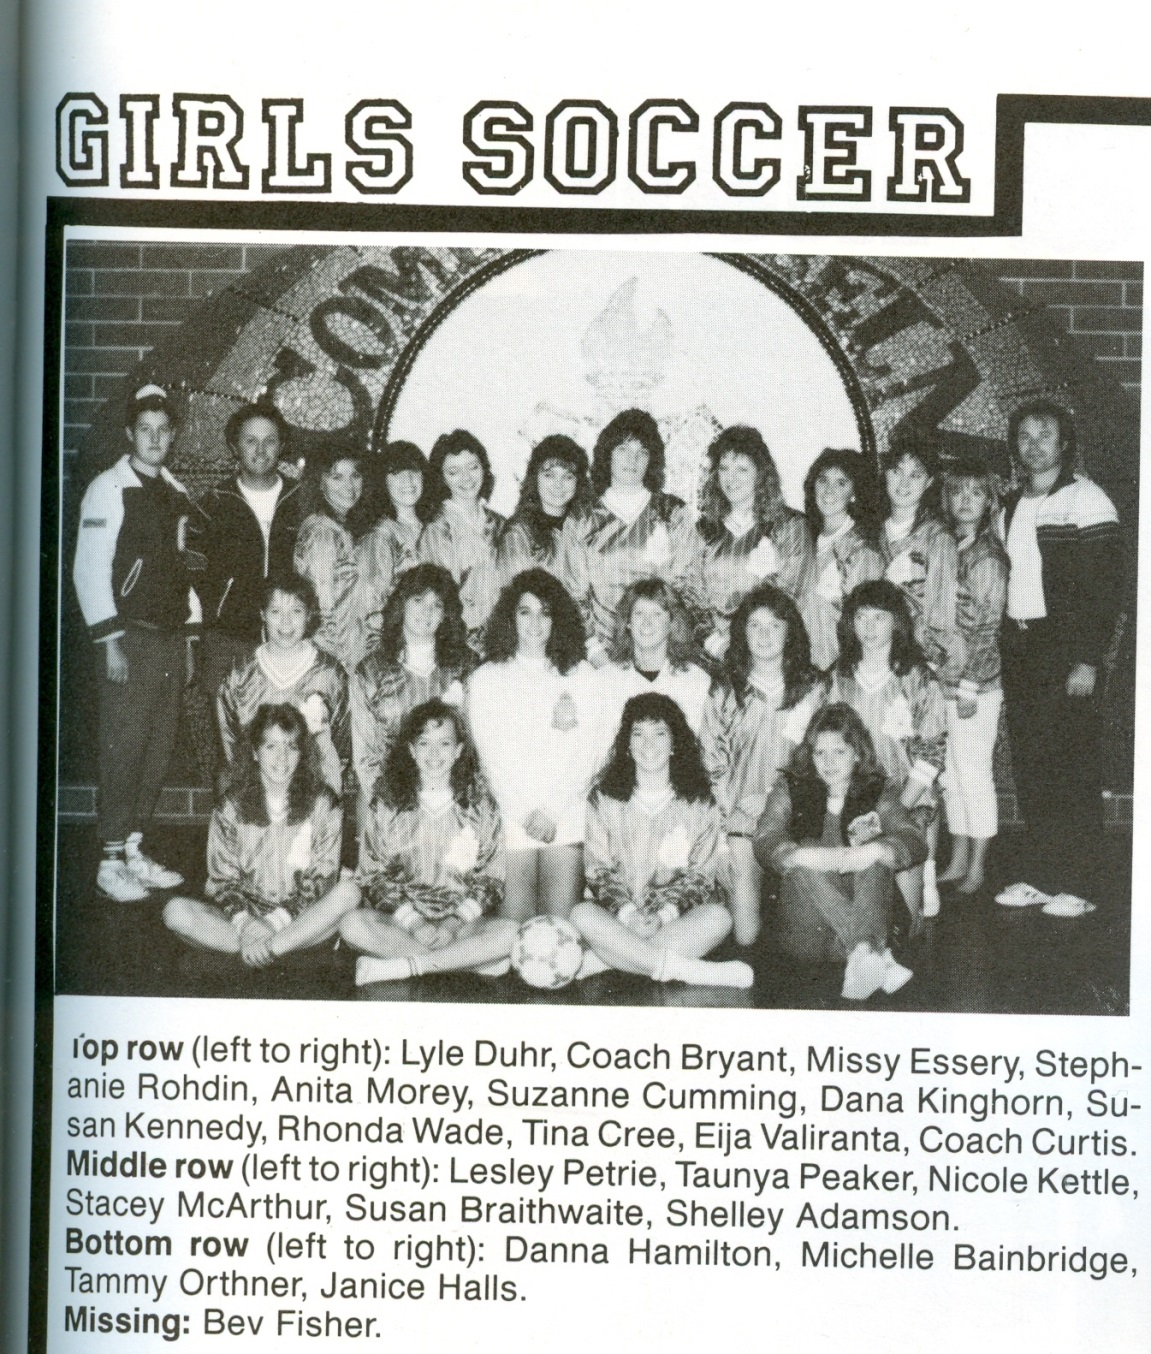 GIRLS SOCCER
COM
Top row (left to right): Lyle Duhr, Coach Bryant, Missy Essery, Steph-
anie Rohdin, Anita Morey, Suzanne Cumming, Dana Kinghorn, Su-
san Kennedy, Rhonda Wade, Tina Cree, Eija Valiranta, Coach Curtis.
Middle row (left to right): Lesley Petrie, Taunya Peaker, Nicole Kettle,
Stacey McArthur, Susan Braithwaite, Shelley Adamson.
Bottom row (left to right): Danna Hamilton, Michelle Bainbridge,
Tammy Orthner, Janice Halls.
Missing: Bev Fisher.